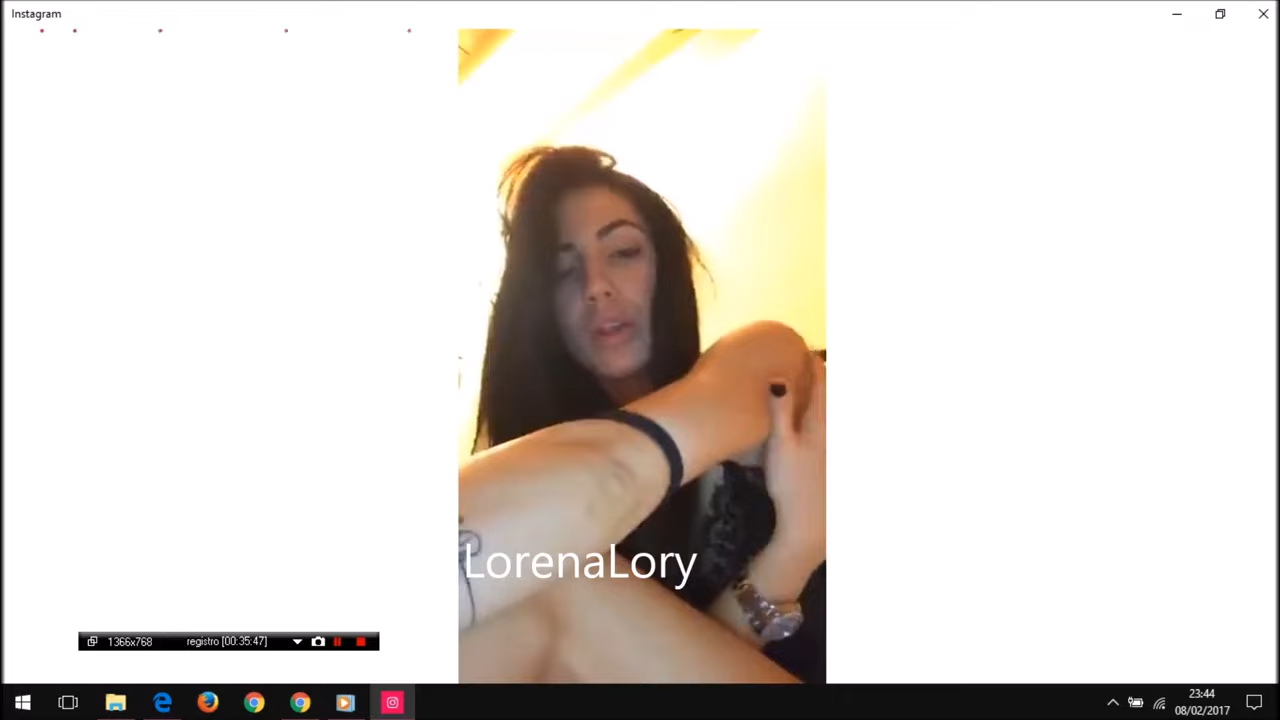 Instagram
LorenaLory
1366x768
registro [00:35:47]
23:44
08/02/2017